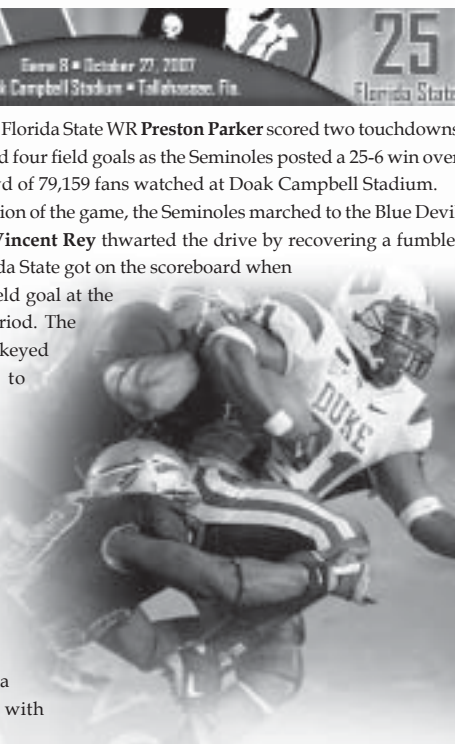 25
Florida State
Game 8 ■ October 27, 2007
k Campbell Stadium ■ Tallahassee, Fla.
Florida State WR Preston Parker scored two touchdowns
d four field goals as the Seminoles posted a 25-6 win over
vd of 79,159 fans watched at Doak Campbell Stadium.
ion of the game, the Seminoles marched to the Blue Devil
Vincent Rey thwarted the drive by recovering a fumble
da State got on the scoreboard when
eld goal at the
riod. The
keyed
to
DUKE
a
with